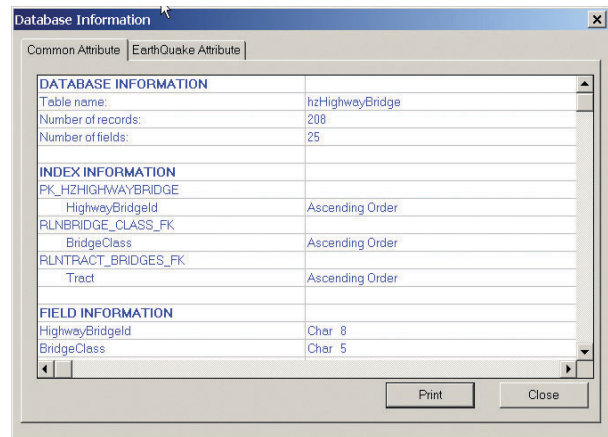 Database Information
Common Attribute EarthQuake Attribute
DATABASE INFORMATION
Table name: hzHighwayBridge
Number of records: 208
Number of fields: 25
INDEX INFORMATION
PK_HZHIGHWAYBRIDGE
HighwayBridgeId Ascending Order
RLNBRIDGE_CLASS_FK
BridgeClass Ascending Order
RLNTRACT_BRIDGES_FK
Tract Ascending Order
FIELD INFORMATION
HighwayBridgeId Char 8
BridgeClass Char 5
Print Close